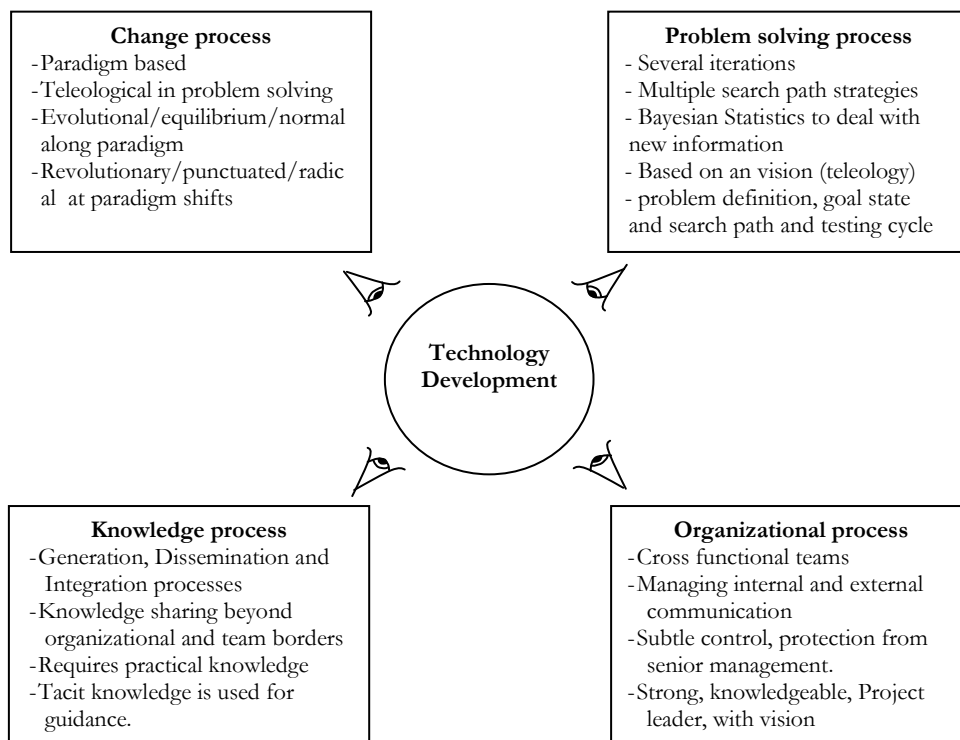 Change process
-Paradigm based
-Teleological in problem solving
-Evolutional/equilibrium/normal
along paradigm
-Revolutionary/punctuated/radic
al at paradigm shifts
Problem solving process
- Several iterations
- Multiple search path strategies
- Bayesian Statistics to deal with
new information
- Based on an vision (teleology)
- problem definition, goal state
and search path and testing cycle
Technology
Development
Knowledge process
-Generation, Dissemination and
Integration processes
-Knowledge sharing beyond
organizational and team borders
-Requires practical knowledge
-Tacit knowledge is used for
guidance.
Organizational process
-Cross functional teams
-Managing internal and external
communication
-Subtle control, protection from
senior management.
-Strong, knowledgeable, Project
leader, with vision